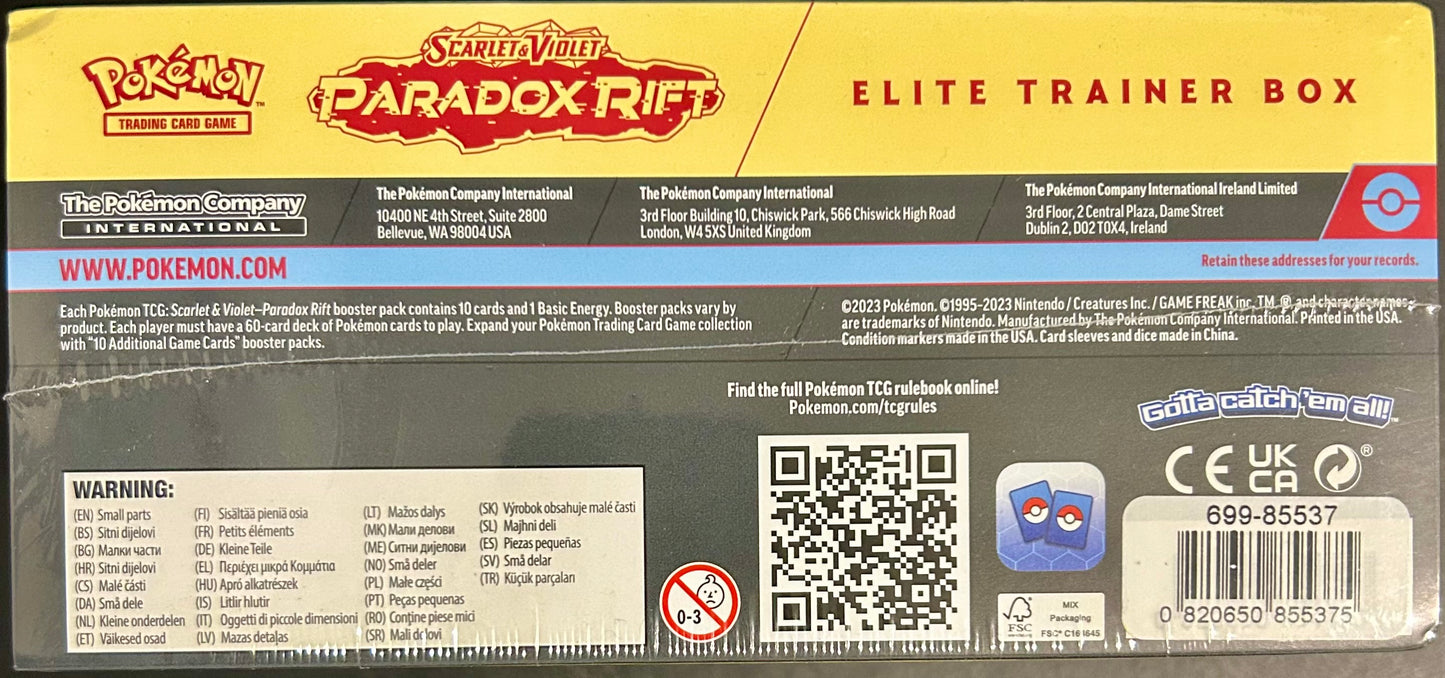 POKéMON™
TRADING CARD GAME
SCARLET & VIOLET
PARADOX RIFT
ELITE TRAINER BOX
The Pokémon Company
INTERNATIONAL
The Pokémon Company International
10400 NE 4th Street, Suite 2800
Bellevue, WA 98004 USA
The Pokémon Company International
3rd Floor Building 10, Chiswick Park, 566 Chiswick High Road
London, W4 5XS United Kingdom
The Pokémon Company International Ireland Limited
3rd Floor, 2 Central Plaza, Dame Street
Dublin 2, D02 T0X4, Ireland
WWW.POKEMON.COM
Retain these addresses for your records.
Each Pokémon TCG: Scarlet & Violet—Paradox Rift booster pack contains 10 cards and 1 Basic Energy. Booster packs vary by
product. Each player must have a 60-card deck of Pokémon cards to play. Expand your Pokémon Trading Card Game collection
with “10 Additional Game Cards” booster packs.
©2023 Pokémon. ©1995-2023 Nintendo / Creatures Inc. / GAME FREAK inc. TM, ®, and character names
are trademarks of Nintendo. Manufactured by The Pokémon Company International. Printed in the USA.
Condition markers made in the USA. Card sleeves and dice made in China.
Find the full Pokémon TCG rulebook online!
Pokemon.com/tcgrules
Gotta catch 'em all!™
CE UK CA ®
WARNING:
(EN) Small parts
(BS) Sitni dijelovi
(BG) Малки части
(HR) Sitni dijelovi
(CS) Malé části
(DA) Små dele
(NL) Kleine onderdelen
(ET) Väikesed osad
(FI) Sisältää pieniä osia
(FR) Petits éléments
(DE) Kleine Teile
(EL) Περιέχει μικρά Κομμάτια
(HU) Apró alkatrészek
(IS) Litlir hlutir
(IT) Oggetti di piccole dimensioni
(LV) Mazas detaļas
(LT) Mažos dalys
(MK) Мали делови
(ME) Ситни дијелови
(NO) Små deler
(PL) Małe części
(PT) Peças pequenas
(RO) Conține piese mici
(SR) Mali delovi
(SK) Výrobok obsahuje malé časti
(SL) Majhni deli
(ES) Piezas pequeñas
(SV) Små delar
(TR) Küçük parçaları
0-3
FSC
MIX
Packaging
FSC® C161645
699-85537
0 820650 855375